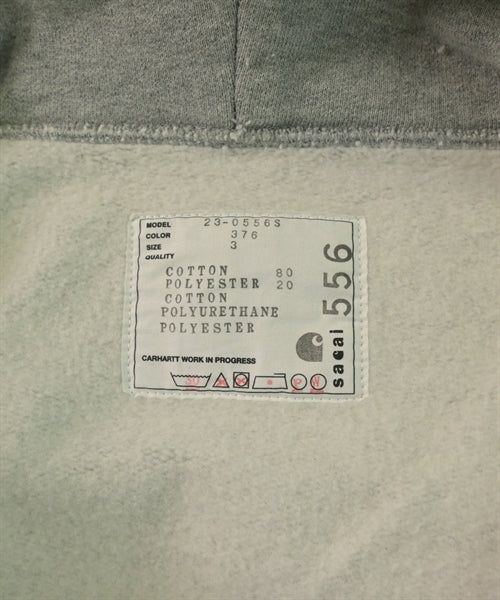 MODEL 23-0556S
COLOR 376
SIZE 3
QUALITY
COTTON 80
POLYESTER 20
COTTON
POLYURETHANE
POLYESTER
CARHARTT WORK IN PROGRESS
30
P W
sacai 556